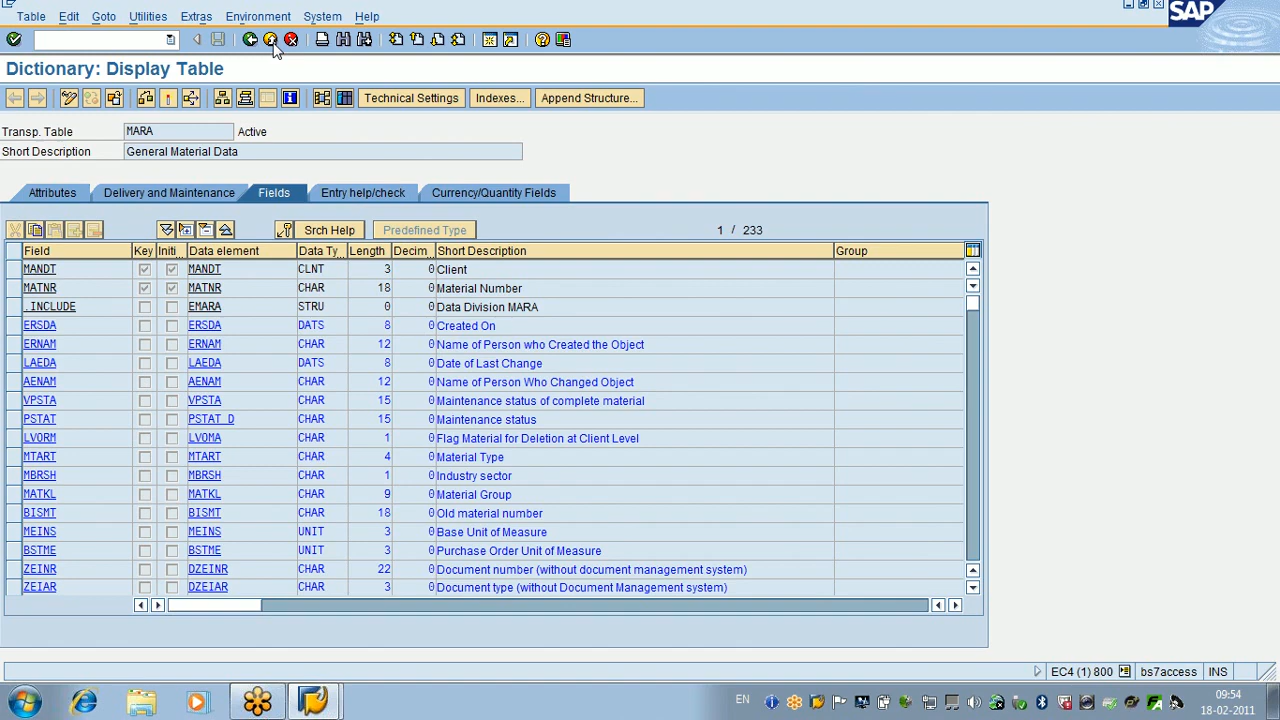 Table Edit Goto Utilities Extras Environment System Help
SAP
Dictionary: Display Table
Technical Settings Indexes... Append Structure...
Transp. Table MARA Active
Short Description General Material Data
Attributes Delivery and Maintenance Fields Entry help/check Currency/Quantity Fields
Srch Help Predefined Type 1 / 233
Field Key Initi... Data element Data Ty... Length Decim... Short Description Group
MANDT MANDT CLNT 3 0 Client
MATNR MATNR CHAR 18 0 Material Number
.INCLUDE EMARA STRU 0 0 Data Division MARA
ERSDA ERSDA DATS 8 0 Created On
ERNAM ERNAM CHAR 12 0 Name of Person who Created the Object
LAEDA LAEDA DATS 8 0 Date of Last Change
AENAM AENAM CHAR 12 0 Name of Person Who Changed Object
VPSTA VPSTA CHAR 15 0 Maintenance status of complete material
PSTAT PSTAT_D CHAR 15 0 Maintenance status
LVORM LVOMA CHAR 1 0 Flag Material for Deletion at Client Level
MTART MTART CHAR 4 0 Material Type
MBRSH MBRSH CHAR 1 0 Industry sector
MATKL MATKL CHAR 9 0 Material Group
BISMT BISMT CHAR 18 0 Old material number
MEINS MEINS UNIT 3 0 Base Unit of Measure
BSTME BSTME UNIT 3 0 Purchase Order Unit of Measure
ZEINR DZEINR CHAR 22 0 Document number (without document management system)
ZEIAR DZEIAR CHAR 3 0 Document type (without Document Management system)
EC4 (1) 800 bs7access INS
EN 09:54
18-02-2011